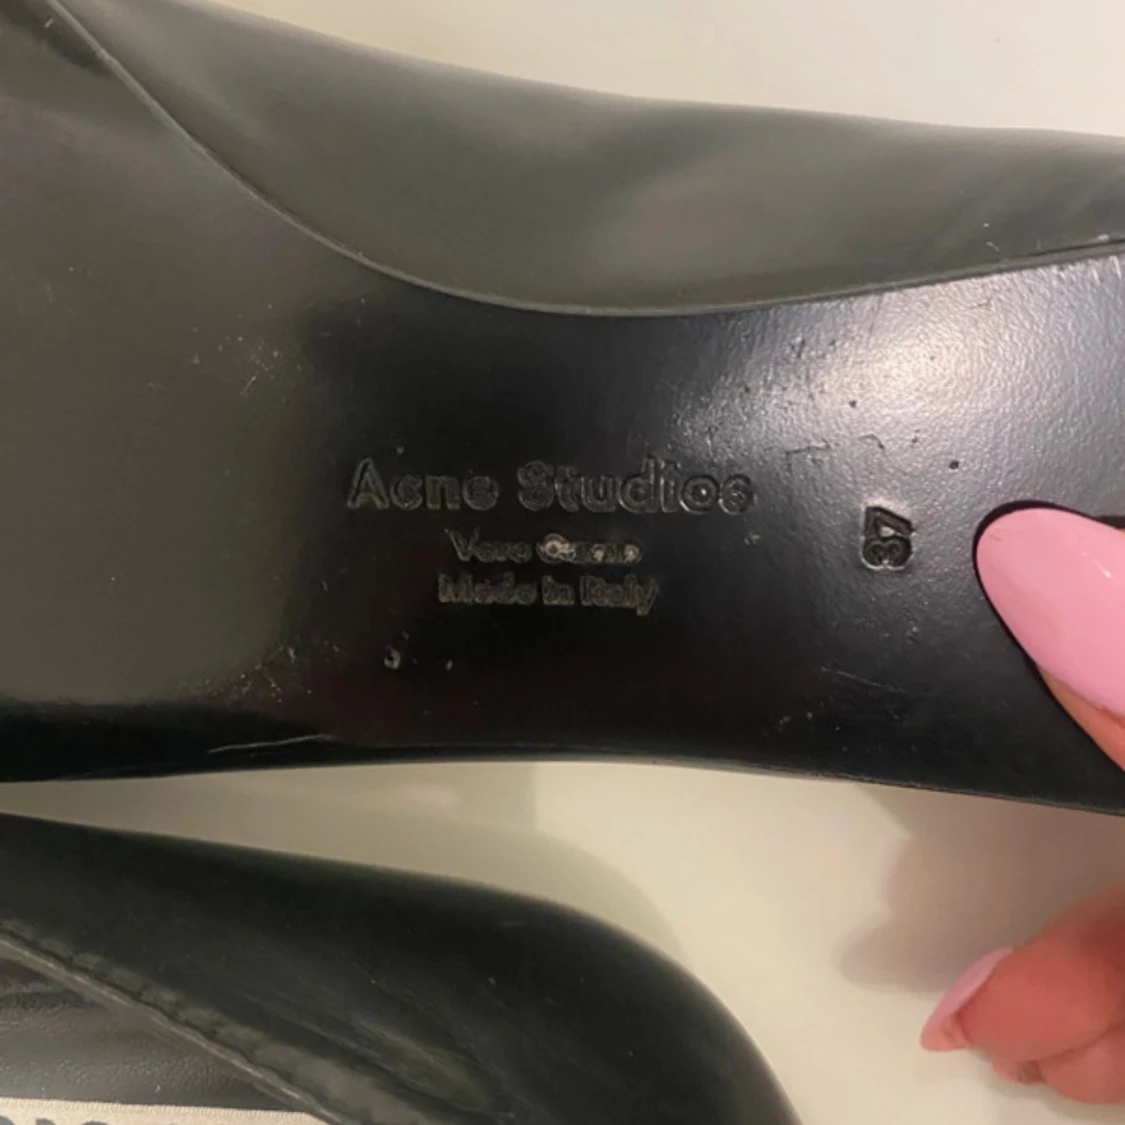 Acne Studios
Vero Cuoio
Made in Italy
37